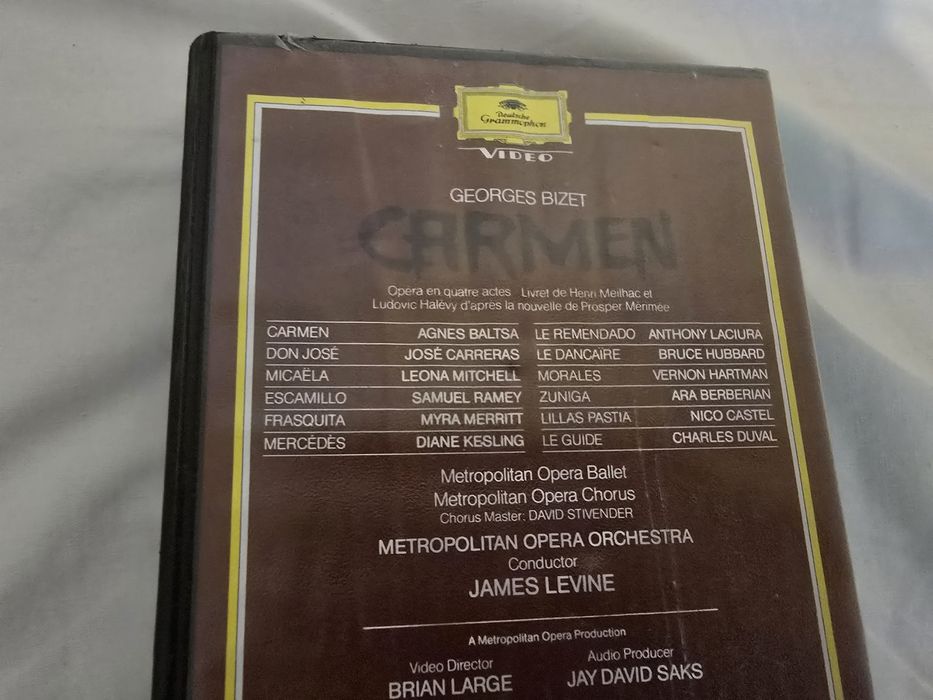 Deutsche
Grammophon
VIDEO
GEORGES BIZET
CARMEN
Opéra en quatre actes Livret de Henri Meilhac et
Ludovic Halévy d'après la nouvelle de Prosper Mérimée
CARMEN AGNES BALTSA LE REMENDADO ANTHONY LACIURA
DON JOSÉ JOSÉ CARRERAS LE DANCAÏRE BRUCE HUBBARD
MICAËLA LEONA MITCHELL MORALES VERNON HARTMAN
ESCAMILLO SAMUEL RAMEY ZUNIGA ARA BERBERIAN
FRASQUITA MYRA MERRITT LILLAS PASTIA NICO CASTEL
MERCÉDÈS DIANE KESLING LE GUIDE CHARLES DUVAL
Metropolitan Opera Ballet
Metropolitan Opera Chorus
Chorus Master: DAVID STIVENDER
METROPOLITAN OPERA ORCHESTRA
Conductor
JAMES LEVINE
A Metropolitan Opera Production
Video Director Audio Producer
BRIAN LARGE JAY DAVID SAKS